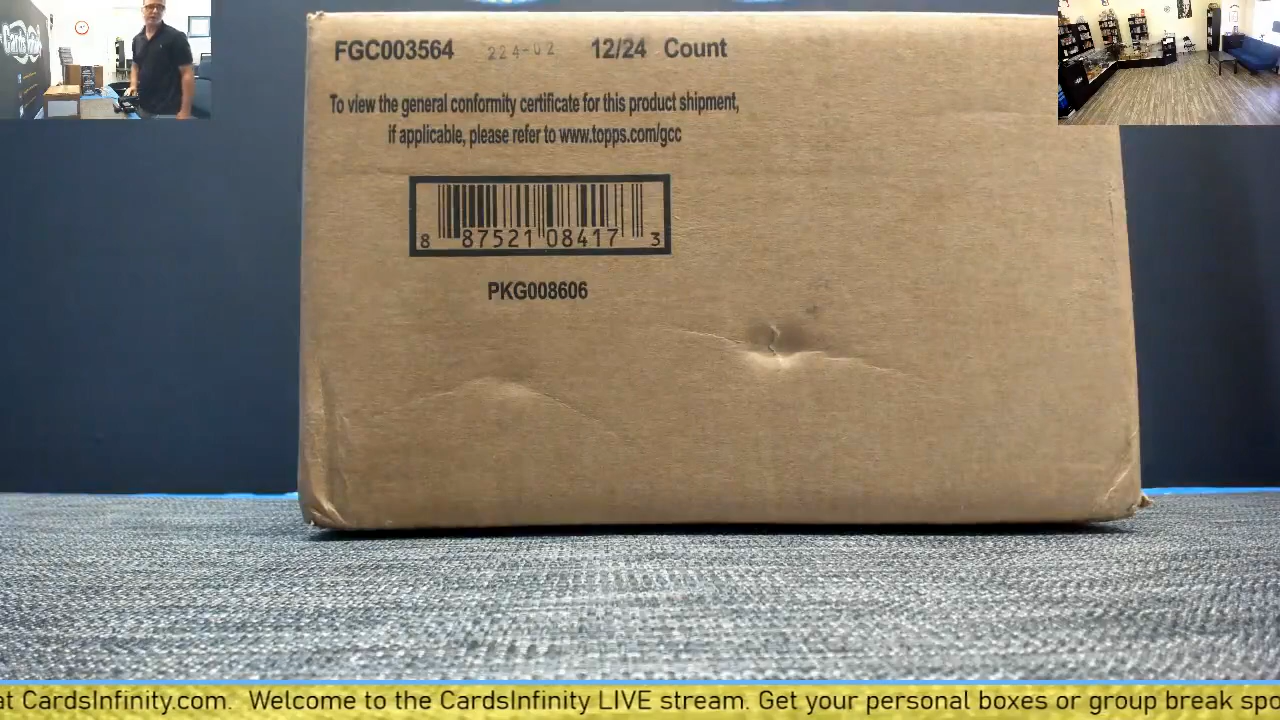 FGC003564 224-02 12/24 Count
To view the general conformity certificate for this product shipment,
if applicable, please refer to www.topps.com/gcc
8 87521 08417 3
PKG008606
at CardsInfinity.com. Welcome to the CardsInfinity LIVE stream. Get your personal boxes or group break spo